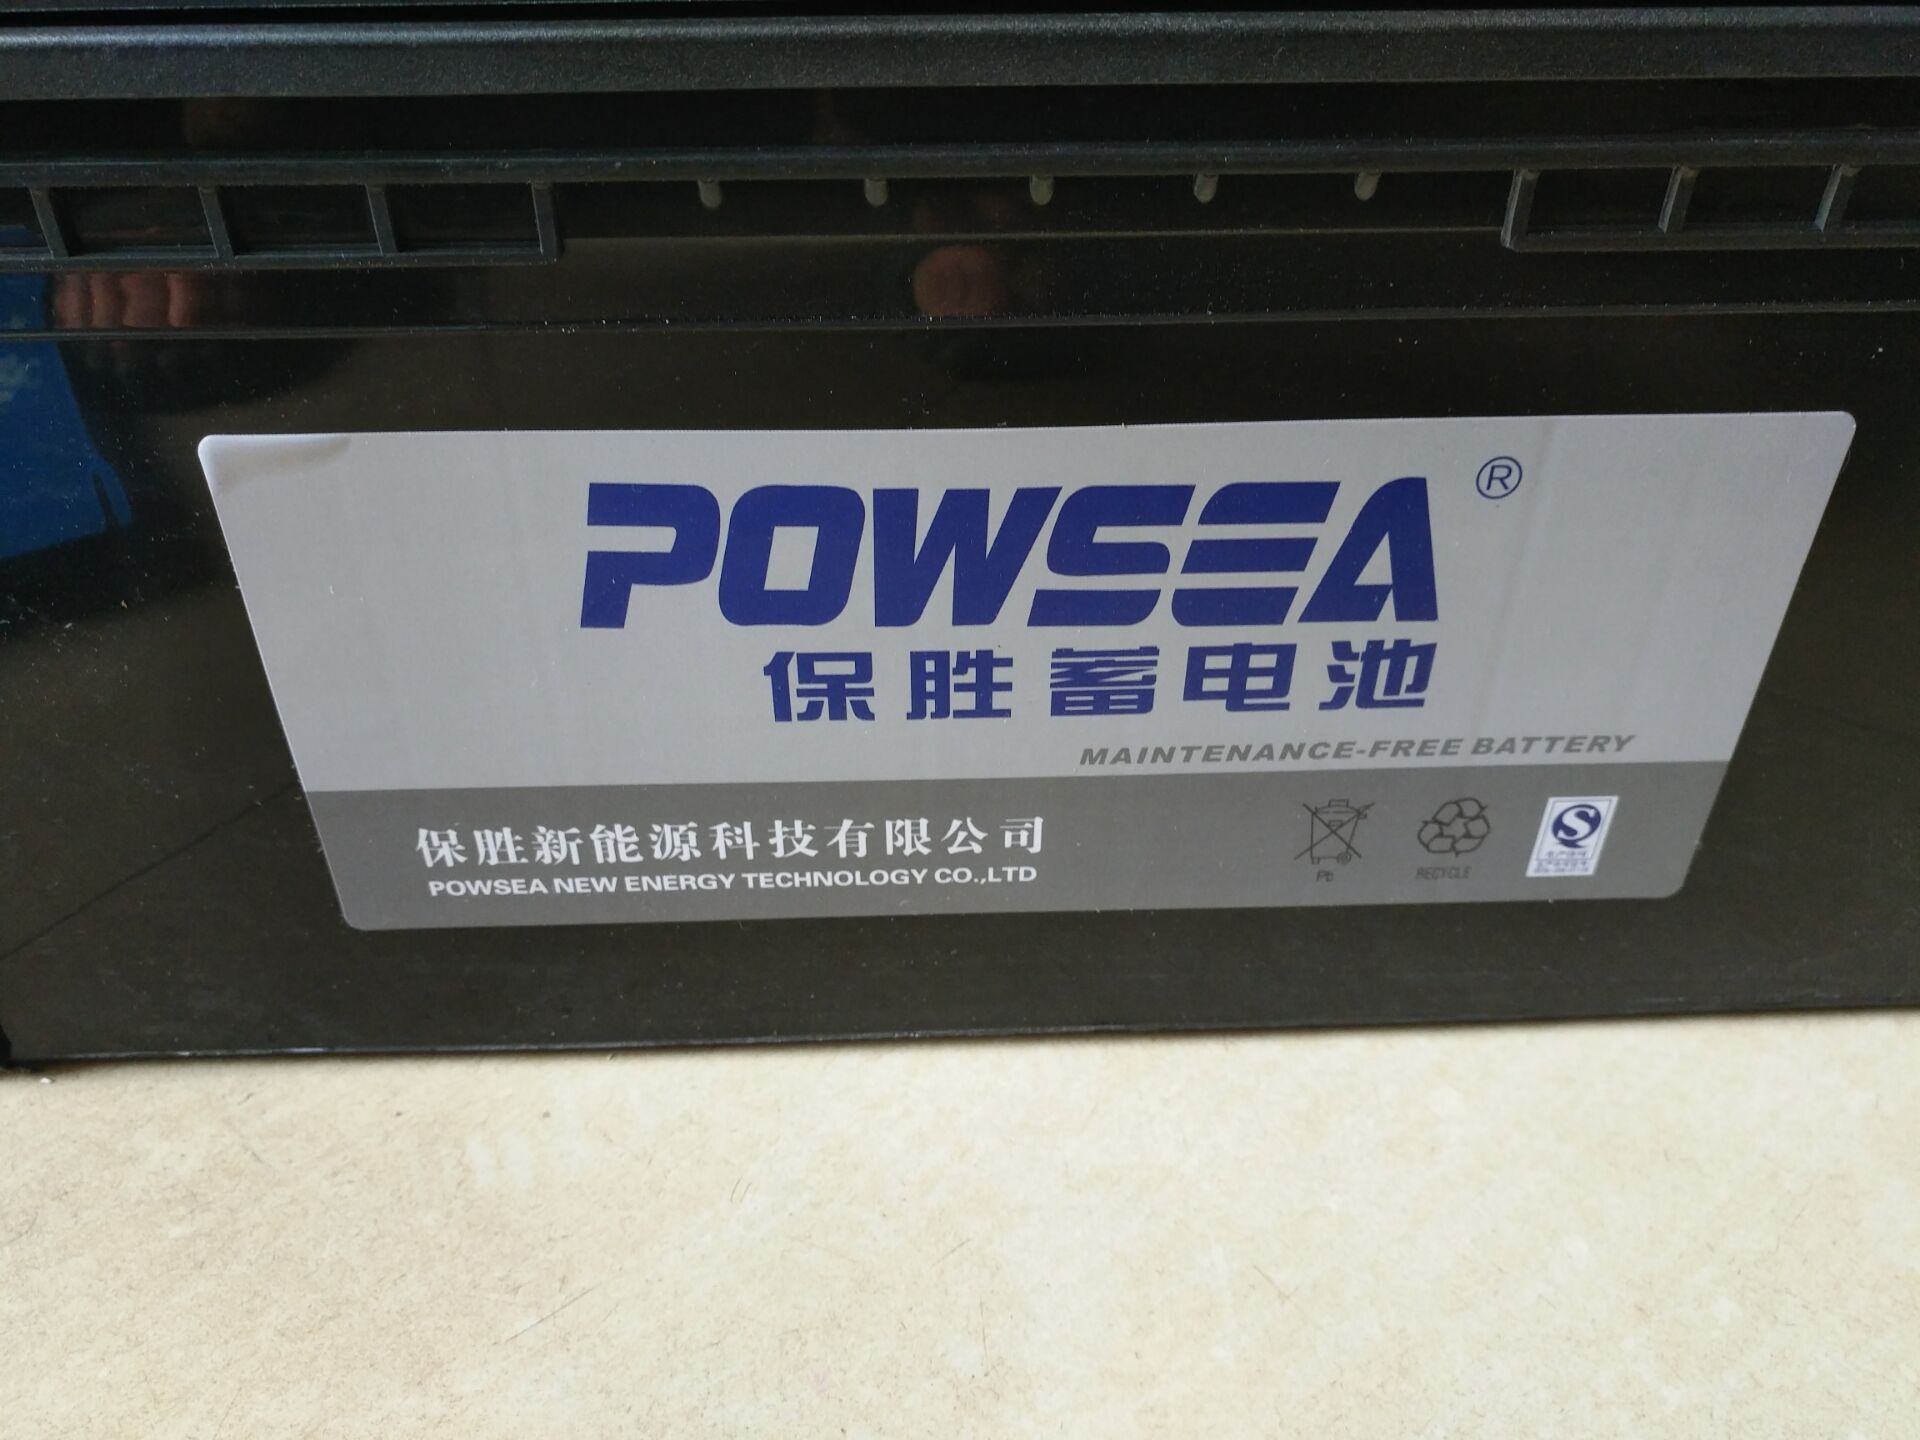 POWSEA ®
保胜蓄电池
MAINTENANCE-FREE BATTERY
保胜新能源科技有限公司
POWSEA NEW ENERGY TECHNOLOGY CO.,LTD
Pb
RECYCLE